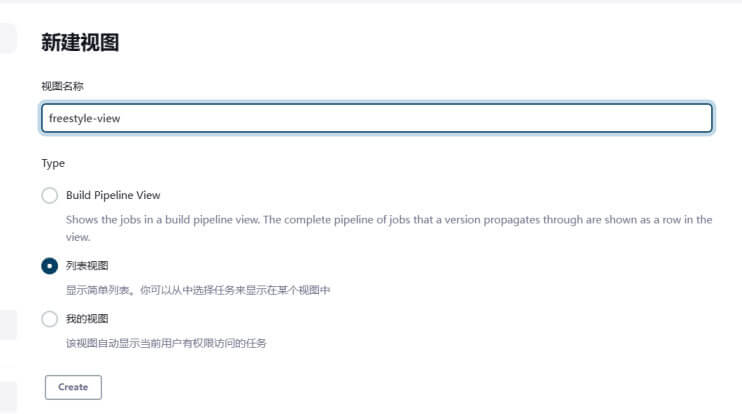 新建视图
视图名称
freestyle-view
Type
Build Pipeline View
Shows the jobs in a build pipeline view. The complete pipeline of jobs that a version propagates through are shown as a row in the
view.
列表视图
显示简单列表。你可以从中选择任务来显示在某个视图中
我的视图
该视图自动显示当前用户有权限访问的任务
Create